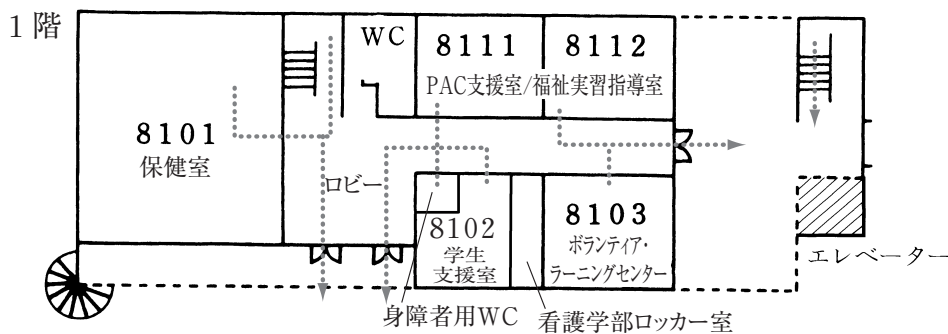 1階
WC
8111
8112
PAC支援室/福祉実習指導室
8101
保健室
ロビー
8102
学生
支援室
8103
ボランティア・
ラーニングセンター
エレベーター
身障者用WC
看護学部ロッカー室